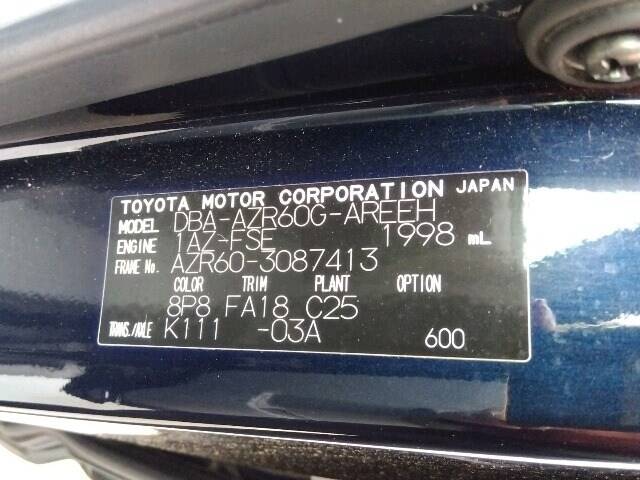 TOYOTA MOTOR CORPORATION JAPAN
MODEL DBA-AZR60G-AREEH
ENGINE 1AZ-FSE 1998 mL
FRAME No. AZR60-3087413
COLOR TRIM PLANT OPTION
8P8 FA18 C25
TRANS./AXLE K111 -03A 600